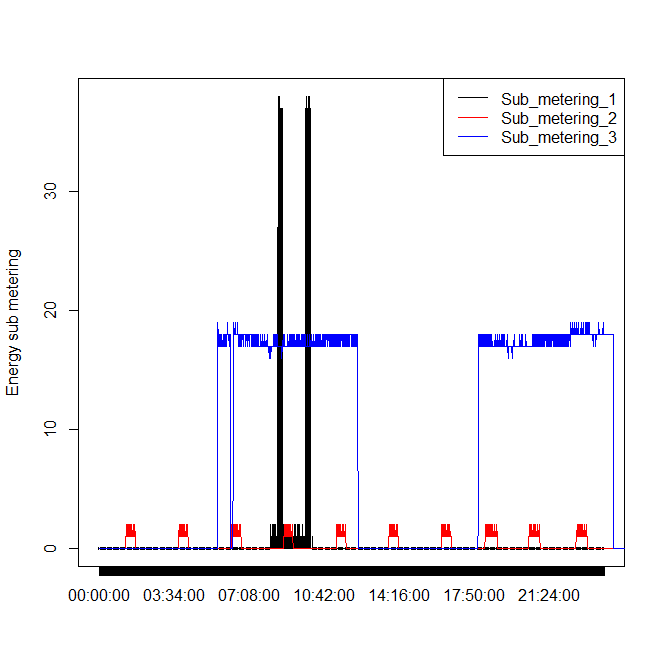 Sub_metering_1
Sub_metering_2
Sub_metering_3
Energy sub metering
30
20
10
0
00:00:00 03:34:00 07:08:00 10:42:00 14:16:00 17:50:00 21:24:00